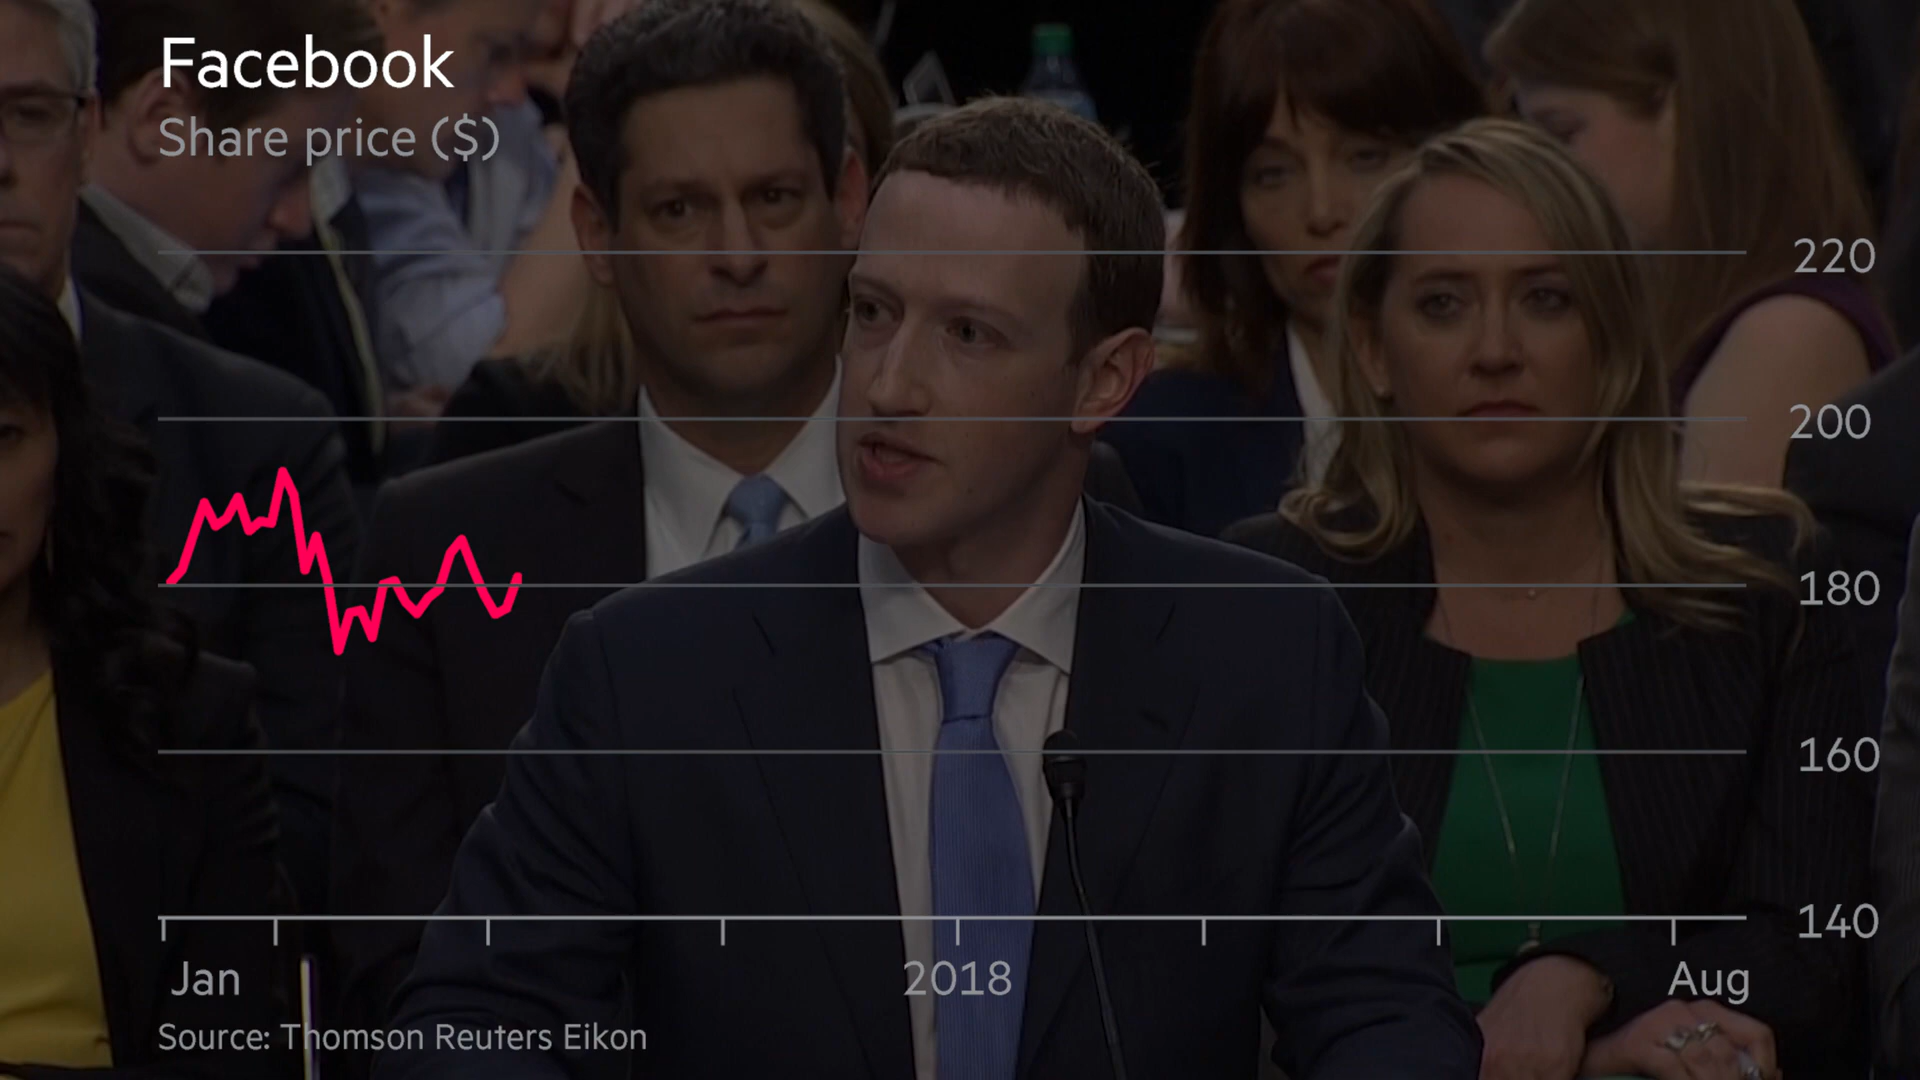 Facebook
Share price ($)
220
200
180
160
140
Jan 2018 Aug
Source: Thomson Reuters Eikon